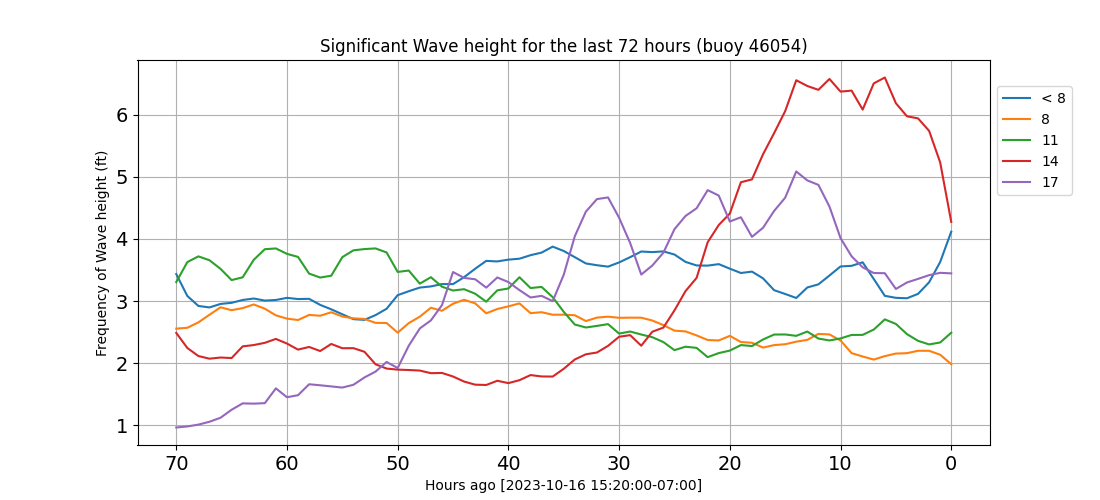 Significant Wave height for the last 72 hours (buoy 46054)
Frequency of Wave height (ft)
6
5
4
3
2
1
70 60 50 40 30 20 10 0
Hours ago [2023-10-16 15:20:00-07:00]
< 8
8
11
14
17